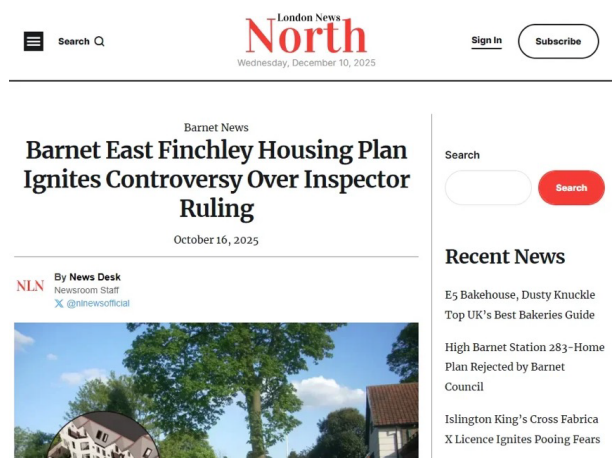 Search
London News
North
Wednesday, December 10, 2025
Sign In
Subscribe
Barnet News
Barnet East Finchley Housing Plan
Ignites Controversy Over Inspector
Ruling
October 16, 2025
NLN
By News Desk
Newsroom Staff
@nlnewsofficial
Search
Search
Recent News
E5 Bakehouse, Dusty Knuckle
Top UK's Best Bakeries Guide
High Barnet Station 283-Home
Plan Rejected by Barnet
Council
Islington King's Cross Fabrica
X Licence Ignites Pooing Fears